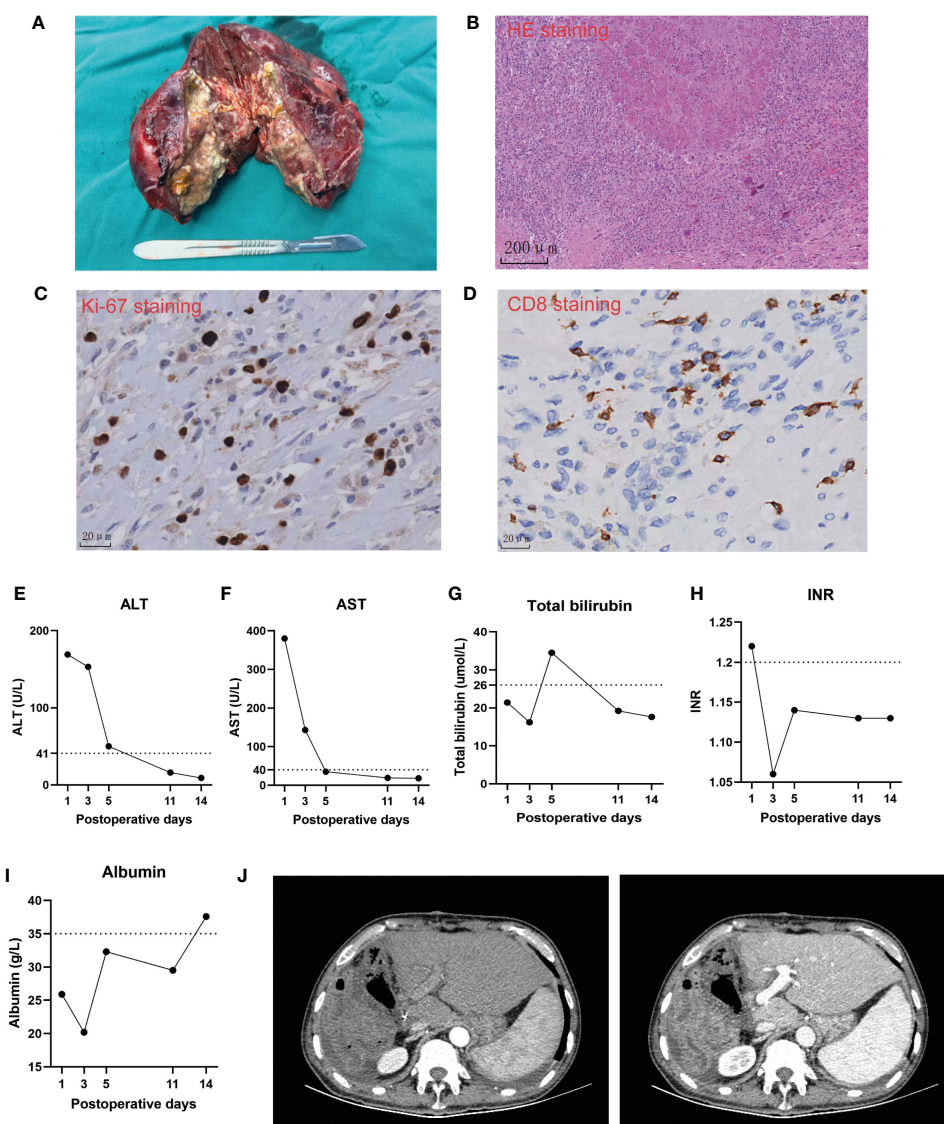 A
B
HE staining
200 μm
C
Ki-67 staining
20 μm
D
CD8 staining
20 μm
E
ALT
ALT (U/L)
200
100
41
0
1 3 5 11 14
Postoperative days
F
AST
AST (U/L)
400
300
200
100
40
0
1 3 5 11 14
Postoperative days
G
Total bilirubin
Total bilirubin (umol/L)
40
30
26
20
10
0
1 3 5 11 14
Postoperative days
H
INR
INR
1.25
1.2
1.15
1.10
1.05
1 3 5 11 14
Postoperative days
I
Albumin
Albumin (g/L)
40
35
30
25
20
15
1 3 5 11 14
Postoperative days
J